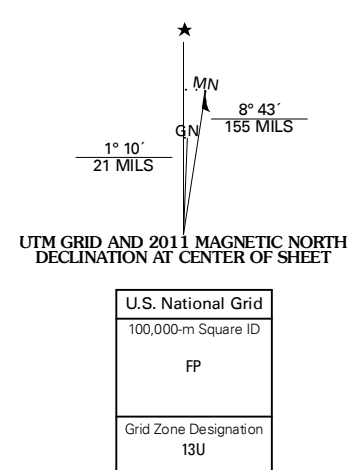 MN
GN
8° 43´
155 MILS
1° 10´
21 MILS
UTM GRID AND 2011 MAGNETIC NORTH
DECLINATION AT CENTER OF SHEET
U.S. National Grid
100,000-m Square ID
FP
Grid Zone Designation
13U